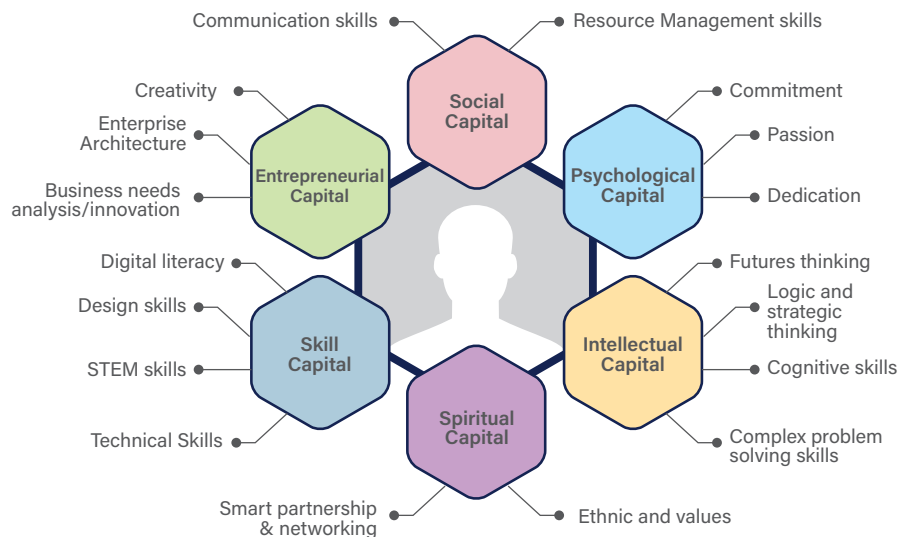 Communication skills
Resource Management skills
Social
Capital
Creativity
Enterprise
Architecture
Business needs
analysis/innovation
Entrepreneurial
Capital
Psychological
Capital
Commitment
Passion
Dedication
Digital literacy
Design skills
STEM skills
Technical Skills
Skill
Capital
Intellectual
Capital
Futures thinking
Logic and
strategic
thinking
Cognitive skills
Complex problem
solving skills
Spiritual
Capital
Smart partnership
& networking
Ethnic and values